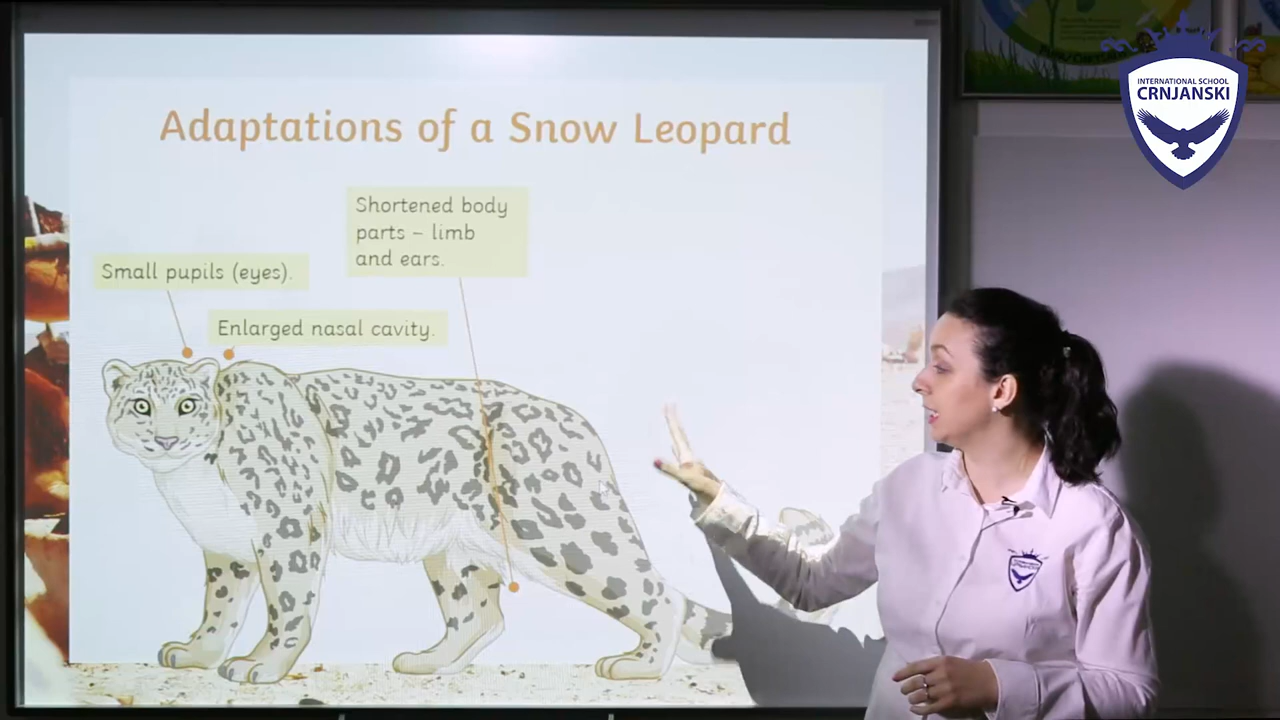 Adaptations of a Snow Leopard
Shortened body
parts – limb
and ears.
Small pupils (eyes).
Enlarged nasal cavity.
INTERNATIONAL SCHOOL
CRNJANSKI